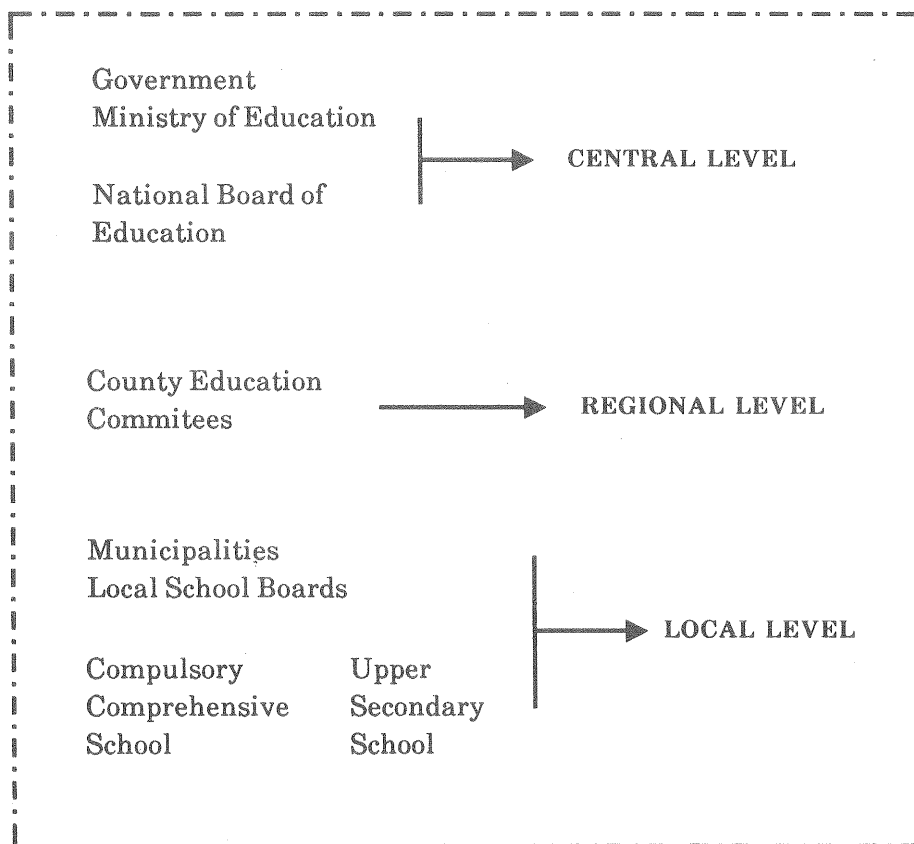 Government
Ministry of Education
CENTRAL LEVEL
National Board of
Education
County Education
Commitees
REGIONAL LEVEL
Municipalities
Local School Boards
LOCAL LEVEL
Compulsory
Comprehensive
School
Upper
Secondary
School